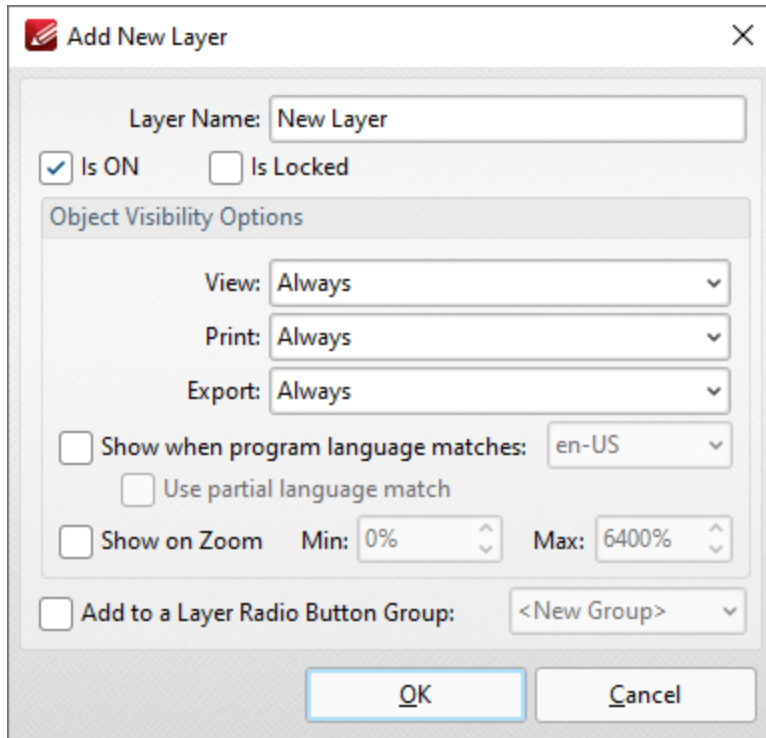 Add New Layer
Layer Name: New Layer
Is ON Is Locked
Object Visibility Options
View: Always
Print: Always
Export: Always
Show when program language matches: en-US
Use partial language match
Show on Zoom Min: 0% Max: 6400%
Add to a Layer Radio Button Group: <New Group>
OK Cancel